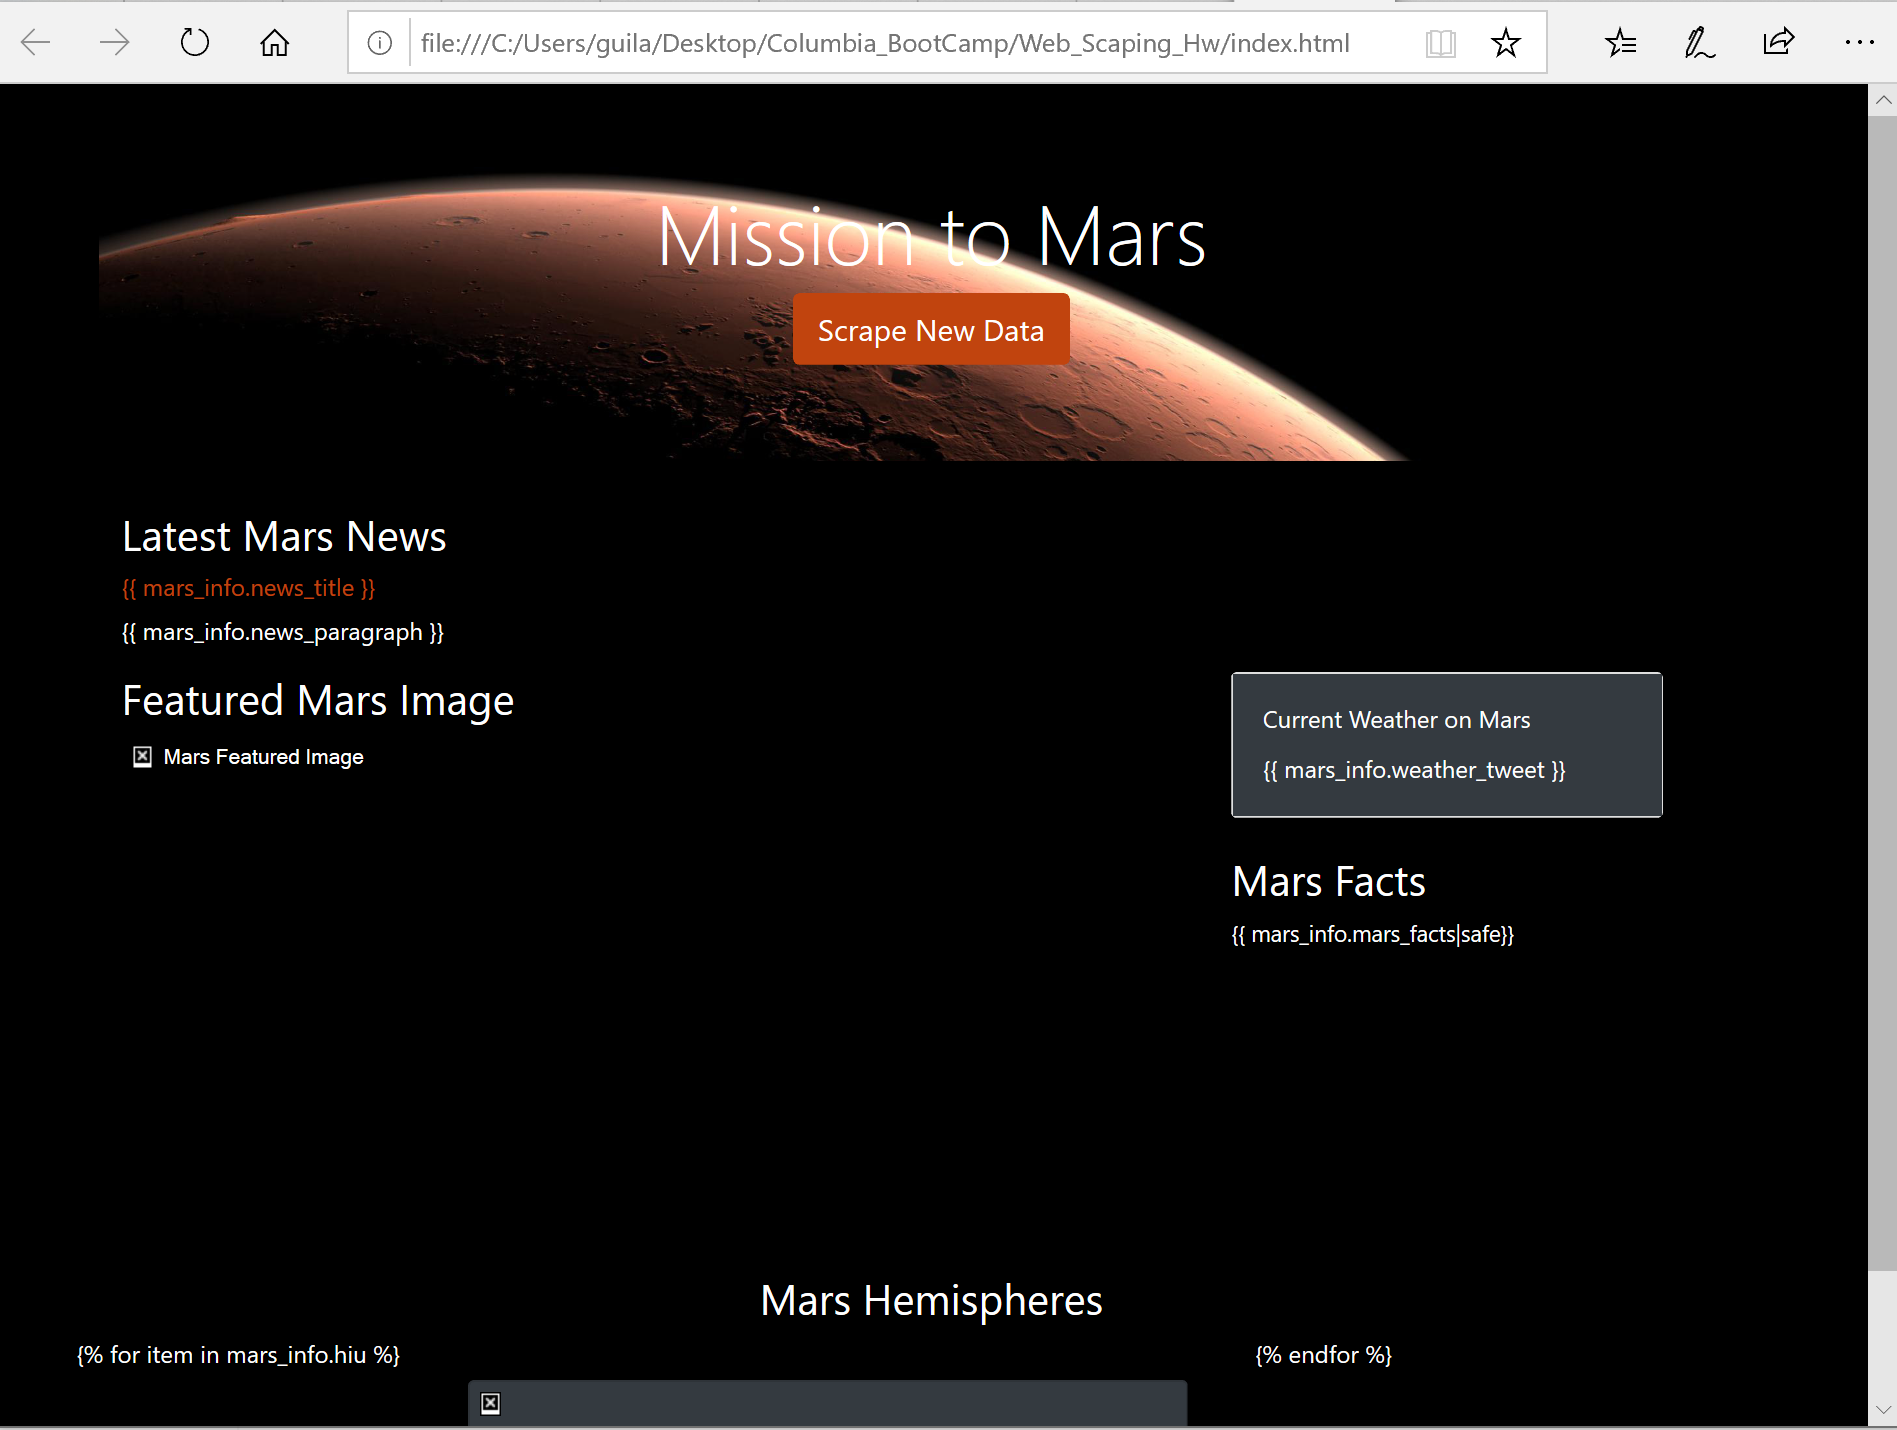 file:///C:/Users/guila/Desktop/Columbia_BootCamp/Web_Scaping_Hw/index.html
Mission to Mars
Scrape New Data
Latest Mars News
{{ mars_info.news_title }}
{{ mars_info.news_paragraph }}
Featured Mars Image
Mars Featured Image
Current Weather on Mars
{{ mars_info.weather_tweet }}
Mars Facts
{{ mars_info.mars_facts|safe}}
Mars Hemispheres
{% for item in mars_info.hiu %}
{% endfor %}